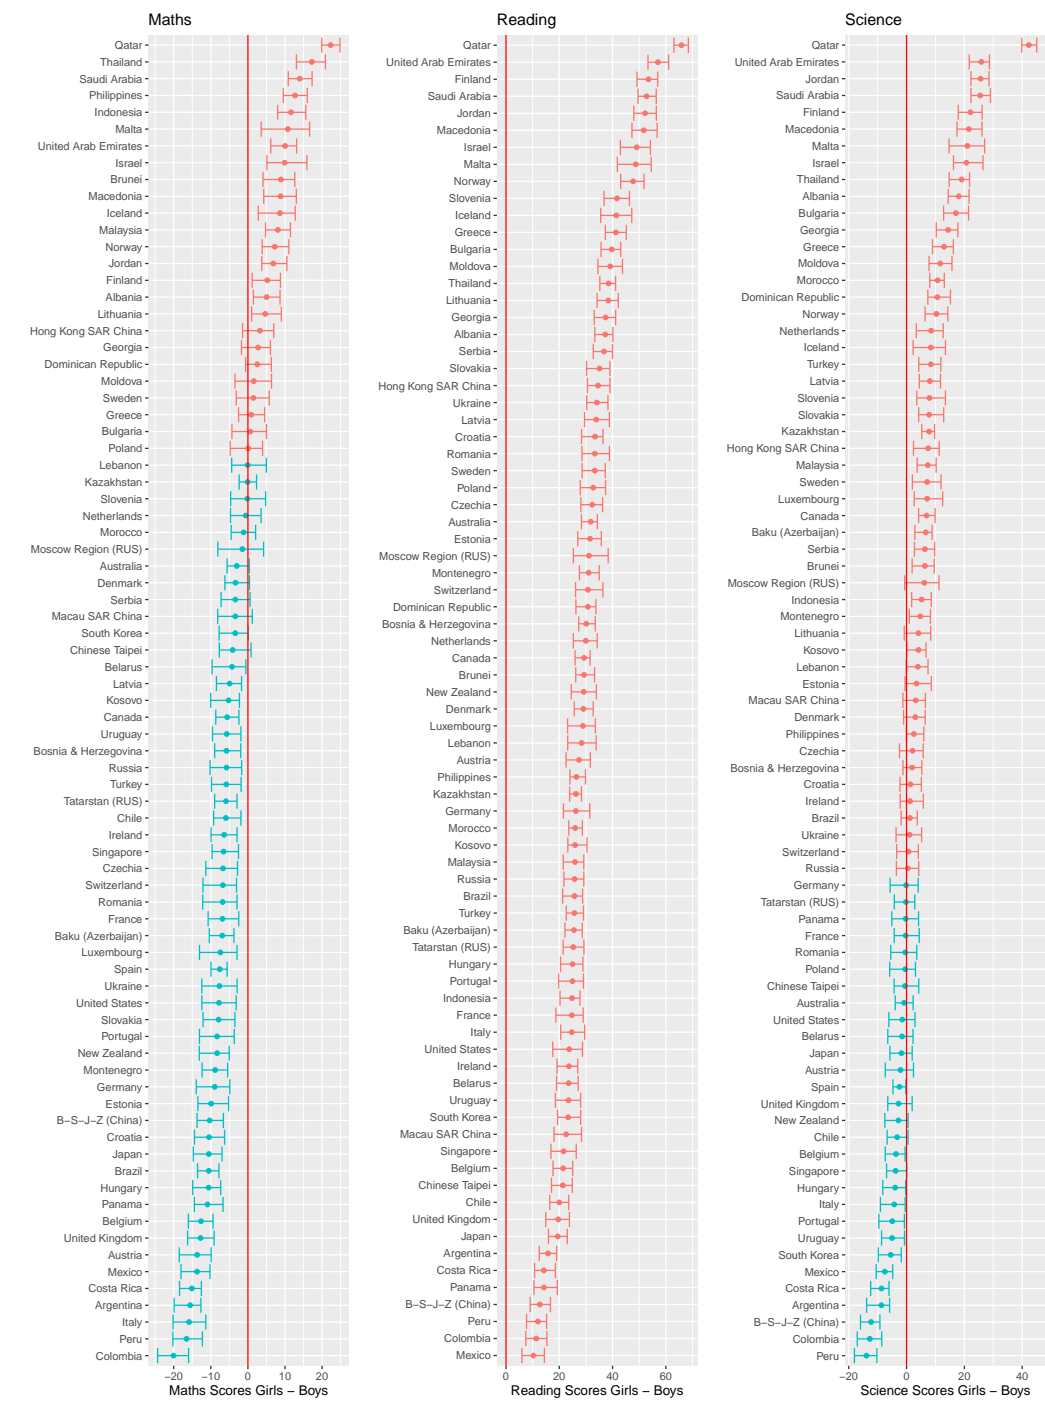 Maths
Qatar
Thailand
Saudi Arabia
Philippines
Indonesia
Malta
United Arab Emirates
Israel
Brunei
Macedonia
Iceland
Malaysia
Norway
Jordan
Finland
Albania
Lithuania
Hong Kong SAR China
Georgia
Dominican Republic
Moldova
Sweden
Greece
Bulgaria
Poland
Lebanon
Kazakhstan
Slovenia
Netherlands
Morocco
Moscow Region (RUS)
Australia
Denmark
Serbia
Macau SAR China
South Korea
Chinese Taipei
Belarus
Latvia
Kosovo
Canada
Uruguay
Bosnia & Herzegovina
Russia
Turkey
Tatarstan (RUS)
Chile
Ireland
Singapore
Czechia
Switzerland
Romania
France
Baku (Azerbaijan)
Luxembourg
Spain
Ukraine
United States
Slovakia
Portugal
New Zealand
Montenegro
Germany
Estonia
B−S−J−Z (China)
Croatia
Japan
Brazil
Hungary
Panama
Belgium
United Kingdom
Austria
Mexico
Costa Rica
Argentina
Italy
Peru
Colombia
−20 −10 0 10 20
Maths Scores Girls − Boys
Reading
Qatar
United Arab Emirates
Finland
Saudi Arabia
Jordan
Macedonia
Israel
Malta
Norway
Slovenia
Iceland
Greece
Bulgaria
Moldova
Thailand
Lithuania
Georgia
Albania
Serbia
Slovakia
Hong Kong SAR China
Ukraine
Latvia
Croatia
Romania
Sweden
Poland
Czechia
Australia
Estonia
Moscow Region (RUS)
Montenegro
Switzerland
Dominican Republic
Bosnia & Herzegovina
Netherlands
Canada
Brunei
New Zealand
Denmark
Luxembourg
Lebanon
Austria
Philippines
Kazakhstan
Germany
Morocco
Kosovo
Malaysia
Russia
Brazil
Turkey
Baku (Azerbaijan)
Tatarstan (RUS)
Hungary
Portugal
Indonesia
France
Italy
United States
Ireland
Belarus
Uruguay
South Korea
Macau SAR China
Singapore
Belgium
Chinese Taipei
Chile
United Kingdom
Japan
Argentina
Costa Rica
Panama
B−S−J−Z (China)
Peru
Colombia
Mexico
0 20 40 60
Reading Scores Girls − Boys
Science
Qatar
United Arab Emirates
Jordan
Saudi Arabia
Finland
Macedonia
Malta
Israel
Thailand
Albania
Bulgaria
Georgia
Greece
Moldova
Morocco
Dominican Republic
Norway
Netherlands
Iceland
Turkey
Latvia
Slovenia
Slovakia
Kazakhstan
Hong Kong SAR China
Malaysia
Sweden
Luxembourg
Canada
Baku (Azerbaijan)
Serbia
Brunei
Moscow Region (RUS)
Indonesia
Montenegro
Lithuania
Kosovo
Lebanon
Estonia
Macau SAR China
Denmark
Philippines
Czechia
Bosnia & Herzegovina
Croatia
Ireland
Brazil
Ukraine
Switzerland
Russia
Germany
Tatarstan (RUS)
Panama
France
Romania
Poland
Chinese Taipei
Australia
United States
Belarus
Japan
Austria
Spain
United Kingdom
New Zealand
Chile
Belgium
Singapore
Hungary
Italy
Portugal
Uruguay
South Korea
Mexico
Costa Rica
Argentina
B−S−J−Z (China)
Colombia
Peru
−20 0 20 40
Science Scores Girls − Boys